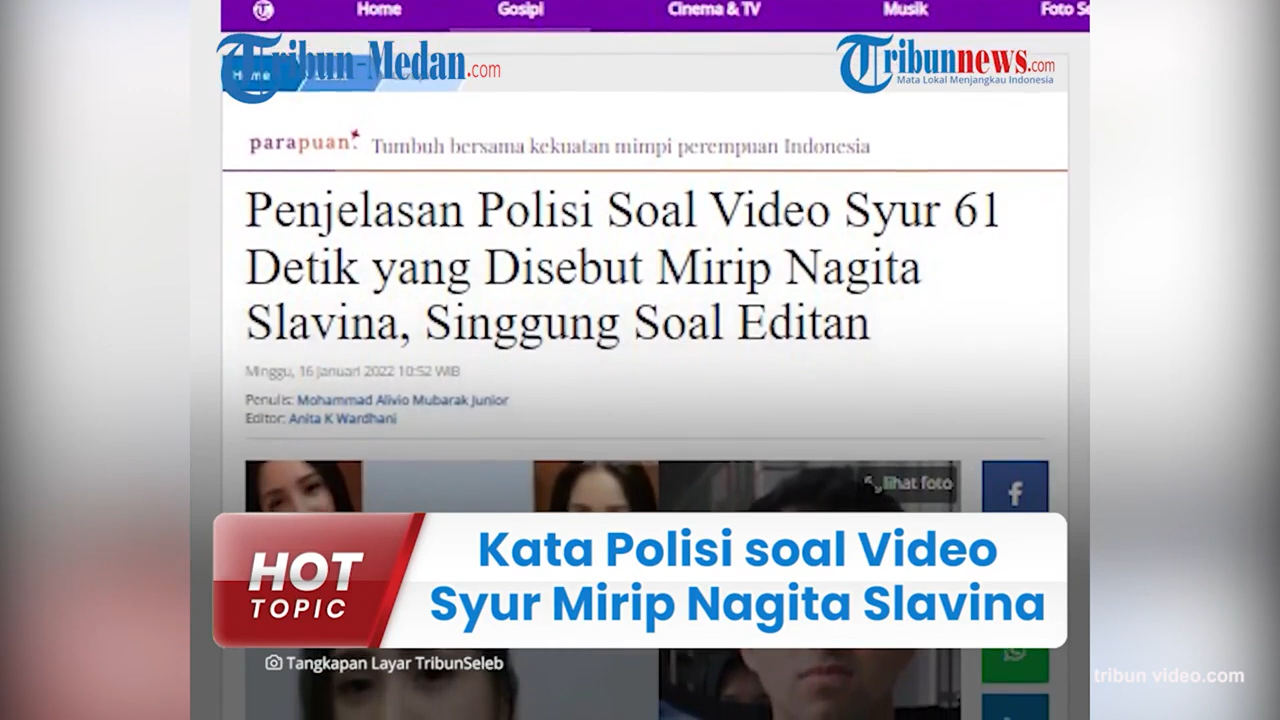 Home Gosipi Cinema & TV Musik Foto Se
Tribun-Medan.com
Tribunnews.com
Mata Lokal Menjangkau Indonesia
Home
parapuan. Tumbuh bersama kekuatan mimpi perempuan Indonesia
Penjelasan Polisi Soal Video Syur 61
Detik yang Disebut Mirip Nagita
Slavina, Singgung Soal Editan
Minggu, 16 Januari 2022 10:52 WIB
Penulis: Mohammad Alivio Mubarak Junior
Editor: Anita K Wardhani
lihat foto
HOT
TOPIC
Kata Polisi soal Video
Syur Mirip Nagita Slavina
Tangkapan Layar TribunSeleb
tribun video.com